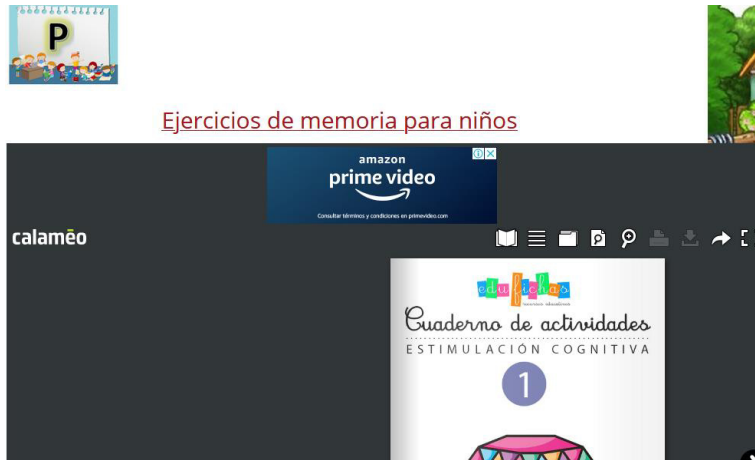 P
Ejercicios de memoria para niños
amazon
prime video
Consultar términos y condiciones en primevideo.com
calamēo
edufichas
Cuaderno de actividades
ESTIMULACIÓN COGNITIVA
1